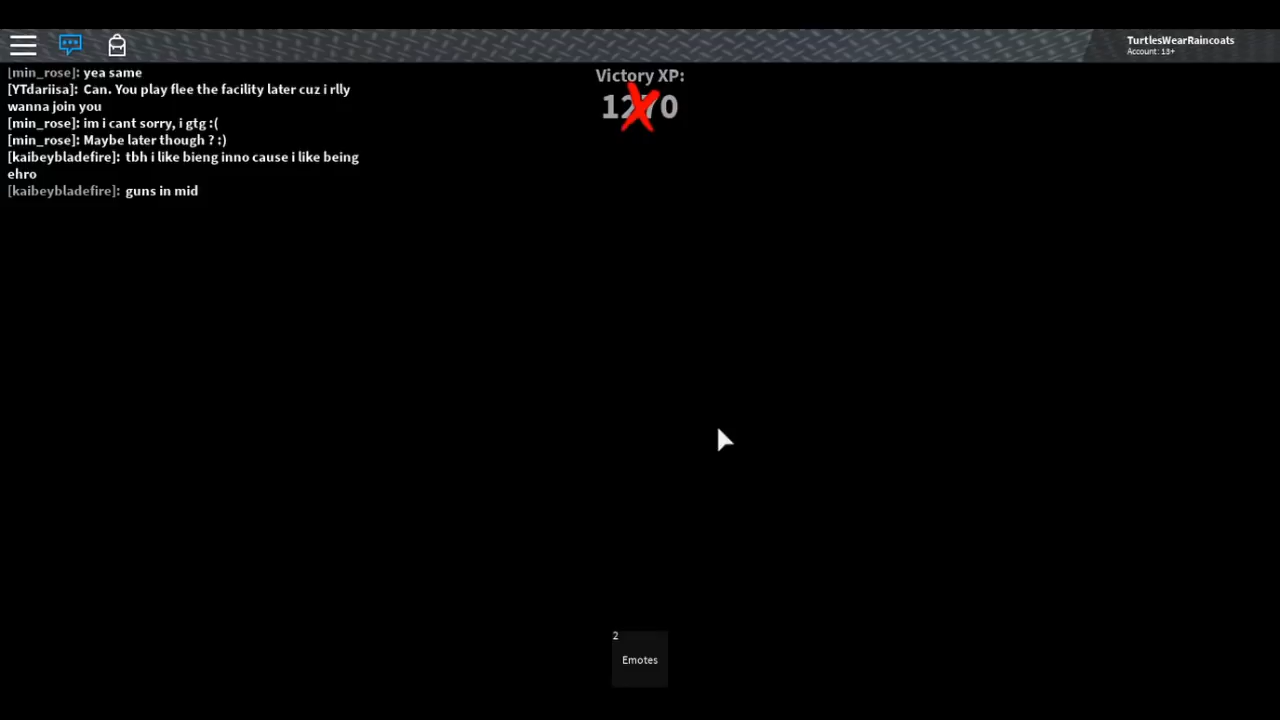 TurtlesWearRaincoats
Account: 13+
[min_rose]: yea same
[YTdariisa]: Can. You play flee the facility later cuz i rlly
wanna join you
[min_rose]: im i cant sorry, i gtg :(
[min_rose]: Maybe later though ? :)
[kaibeybladefire]: tbh i like bieng inno cause i like being
ehro
[kaibeybladefire]: guns in mid
Victory XP:
1270
2
Emotes